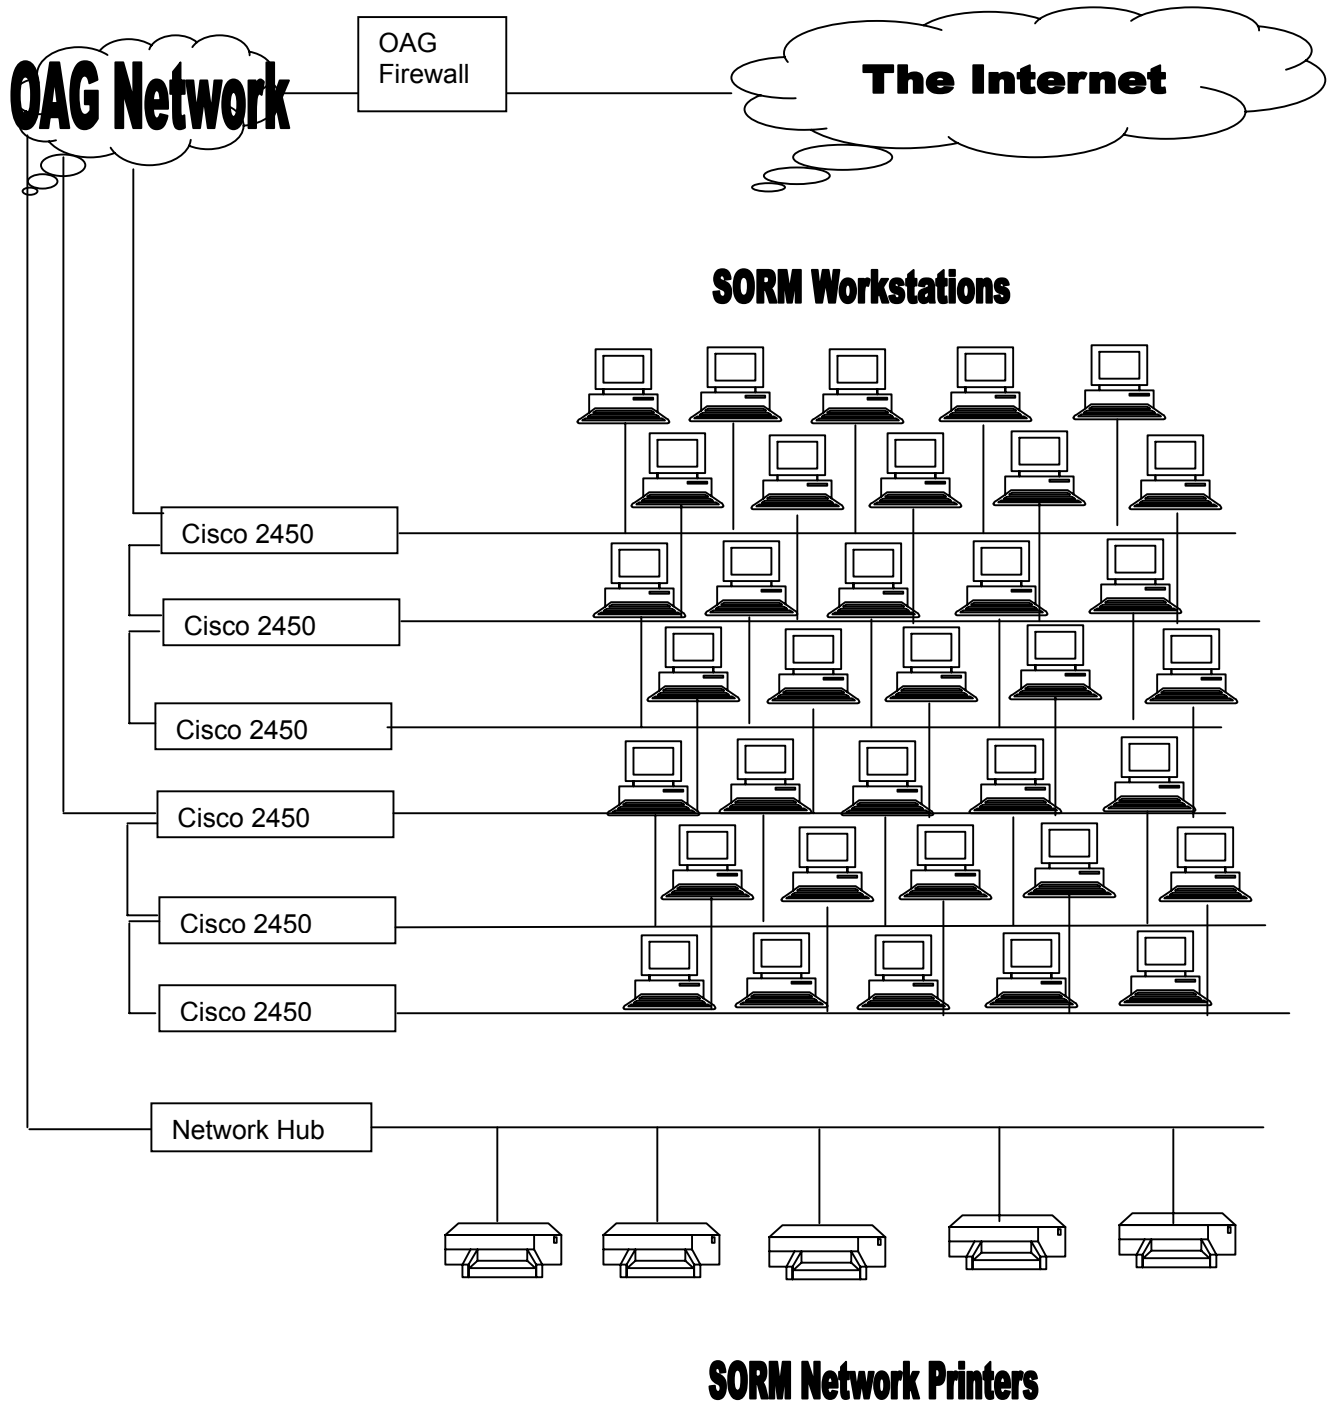 OAG Network
OAG
Firewall
The Internet
SORM Workstations
Cisco 2450
Cisco 2450
Cisco 2450
Cisco 2450
Cisco 2450
Cisco 2450
Network Hub
SORM Network Printers